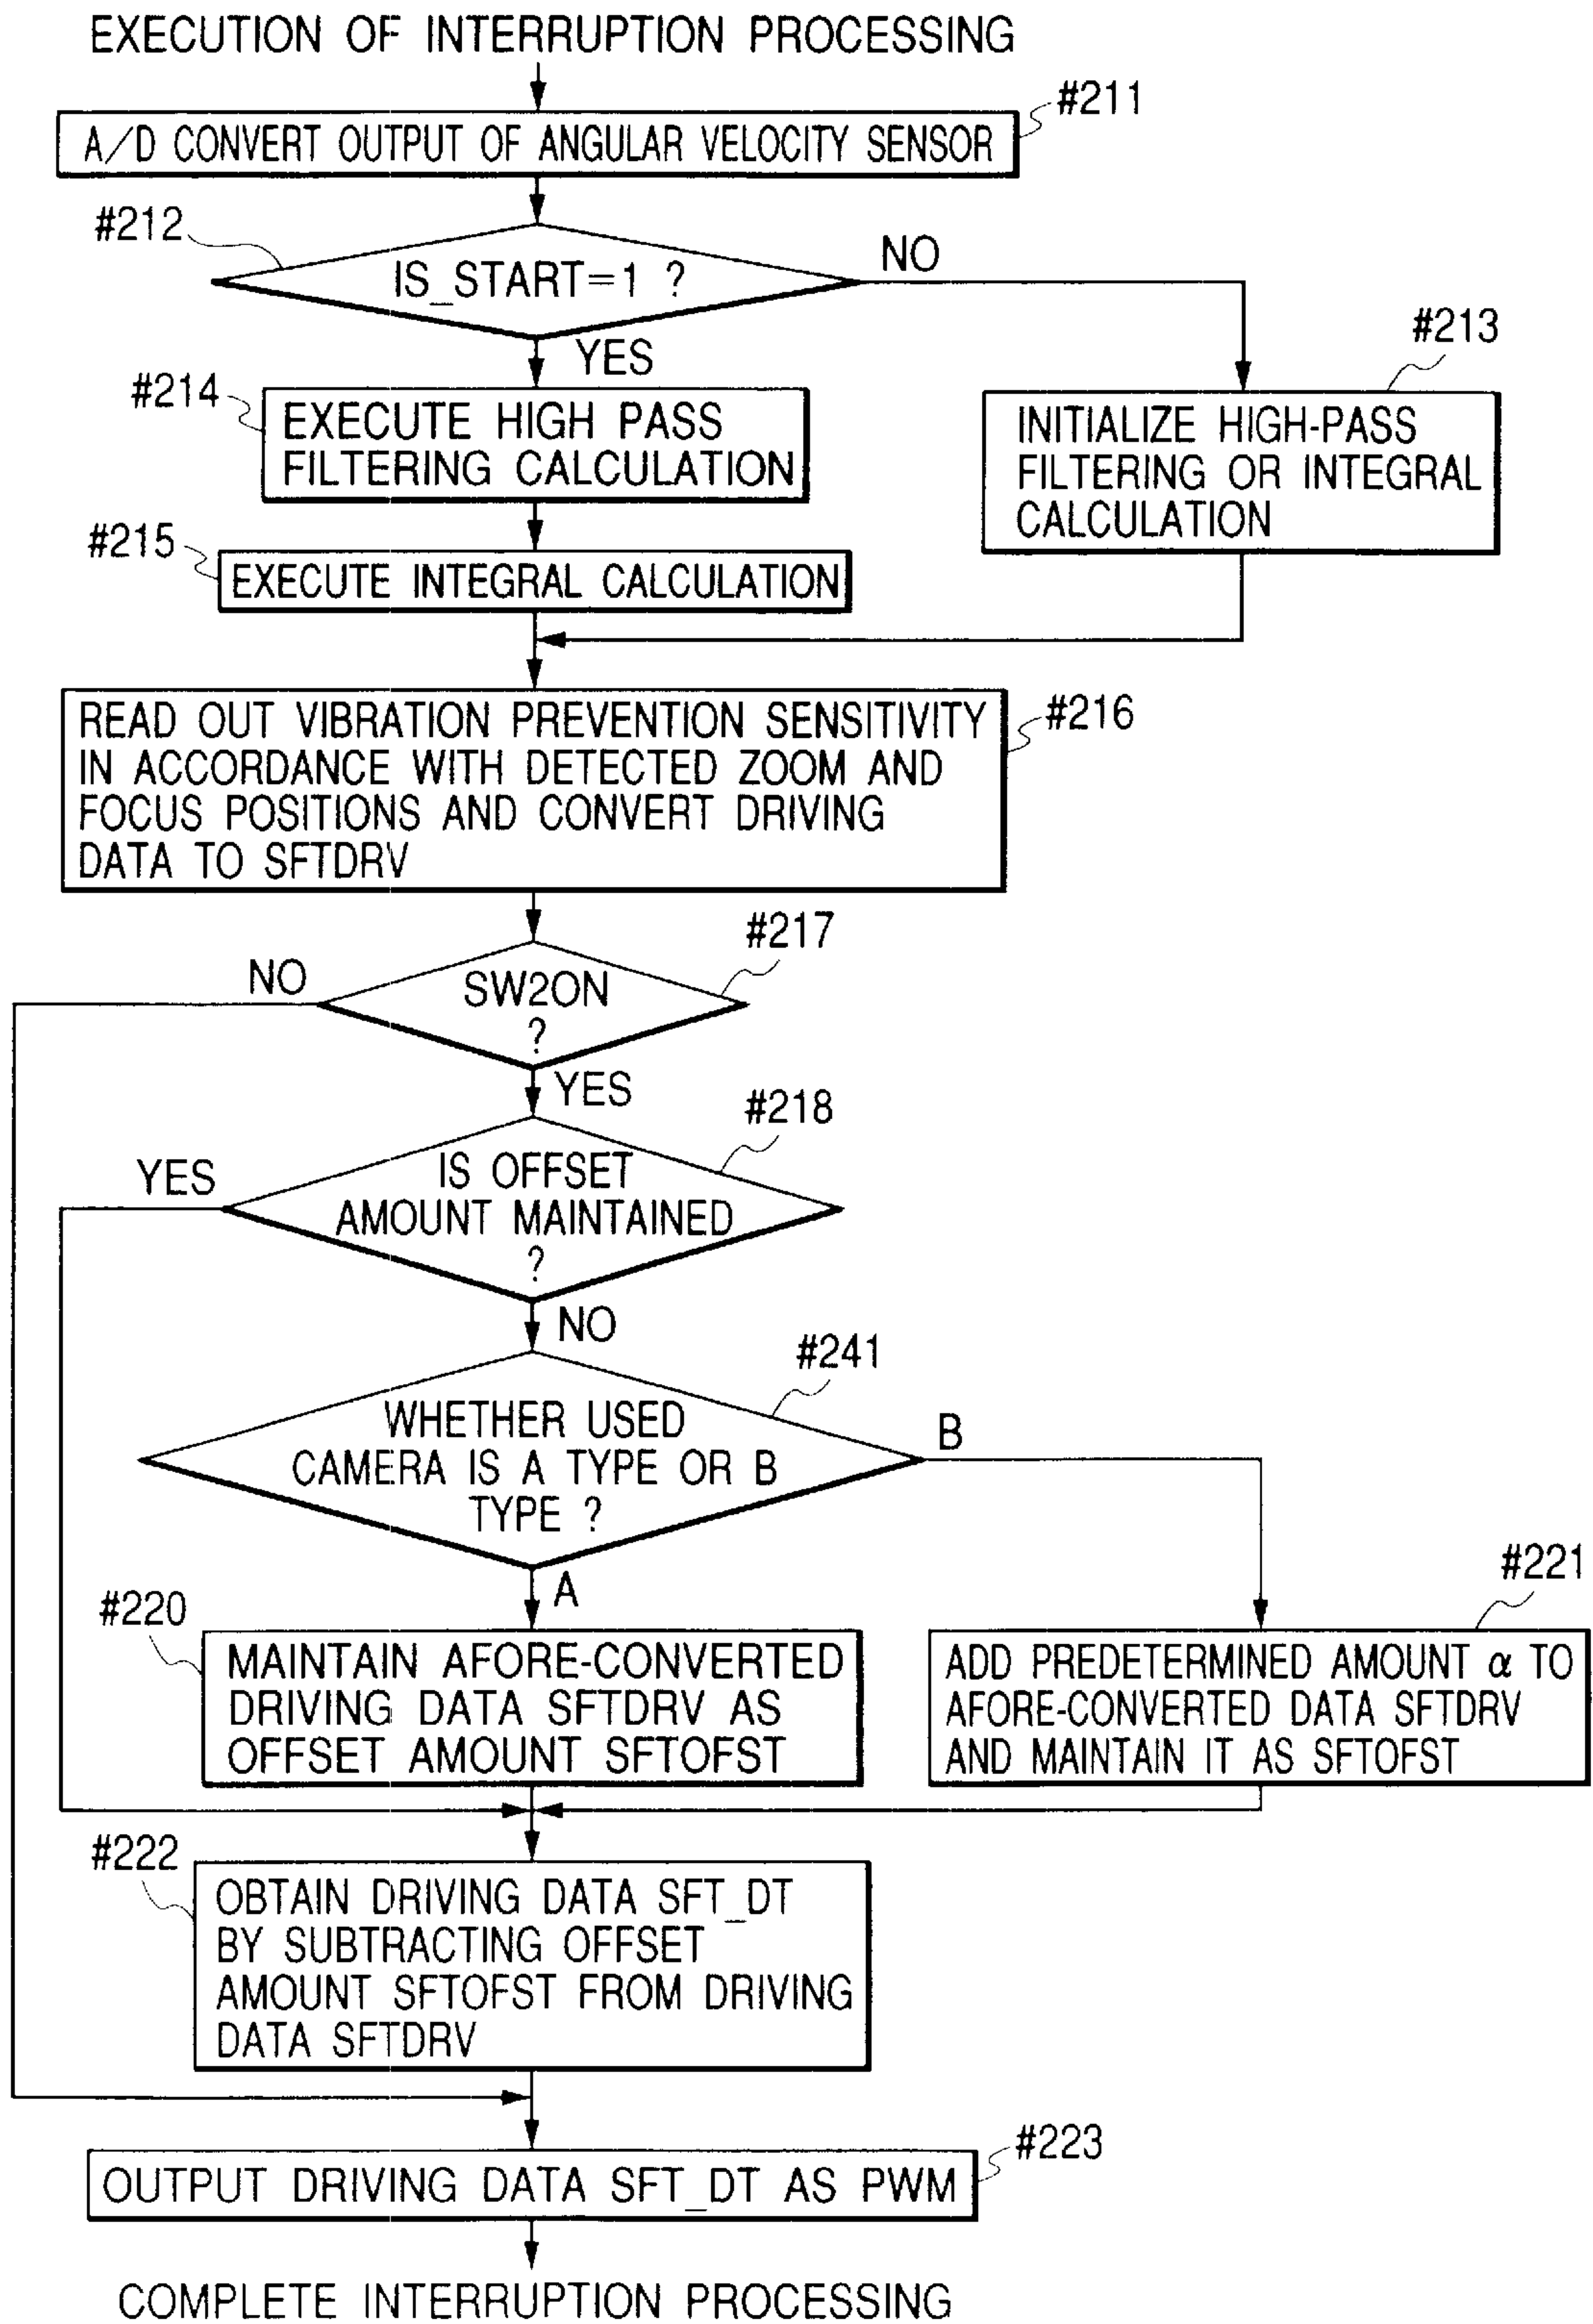 EXECUTION OF INTERRUPTION PROCESSING
#211
A/D CONVERT OUTPUT OF ANGULAR VELOCITY SENSOR
#212
IS_START=1 ?
NO
YES
#213
#214
EXECUTE HIGH PASS
FILTERING CALCULATION
INITIALIZE HIGH-PASS
FILTERING OR INTEGRAL
CALCULATION
#215
EXECUTE INTEGRAL CALCULATION
#216
READ OUT VIBRATION PREVENTION SENSITIVITY
IN ACCORDANCE WITH DETECTED ZOOM AND
FOCUS POSITIONS AND CONVERT DRIVING
DATA TO SFTDRV
#217
NO
SW2ON
?
YES
#218
YES
IS OFFSET
AMOUNT MAINTAINED
?
NO
#241
WHETHER USED
CAMERA IS A TYPE OR B
TYPE ?
B
A
#220
MAINTAIN AFORE-CONVERTED
DRIVING DATA SFTDRV AS
OFFSET AMOUNT SFTOFST
#221
ADD PREDETERMINED AMOUNT α TO
AFORE-CONVERTED DATA SFTDRV
AND MAINTAIN IT AS SFTOFST
#222
OBTAIN DRIVING DATA SFT_DT
BY SUBTRACTING OFFSET
AMOUNT SFTOFST FROM DRIVING
DATA SFTDRV
#223
OUTPUT DRIVING DATA SFT_DT AS PWM
COMPLETE INTERRUPTION PROCESSING